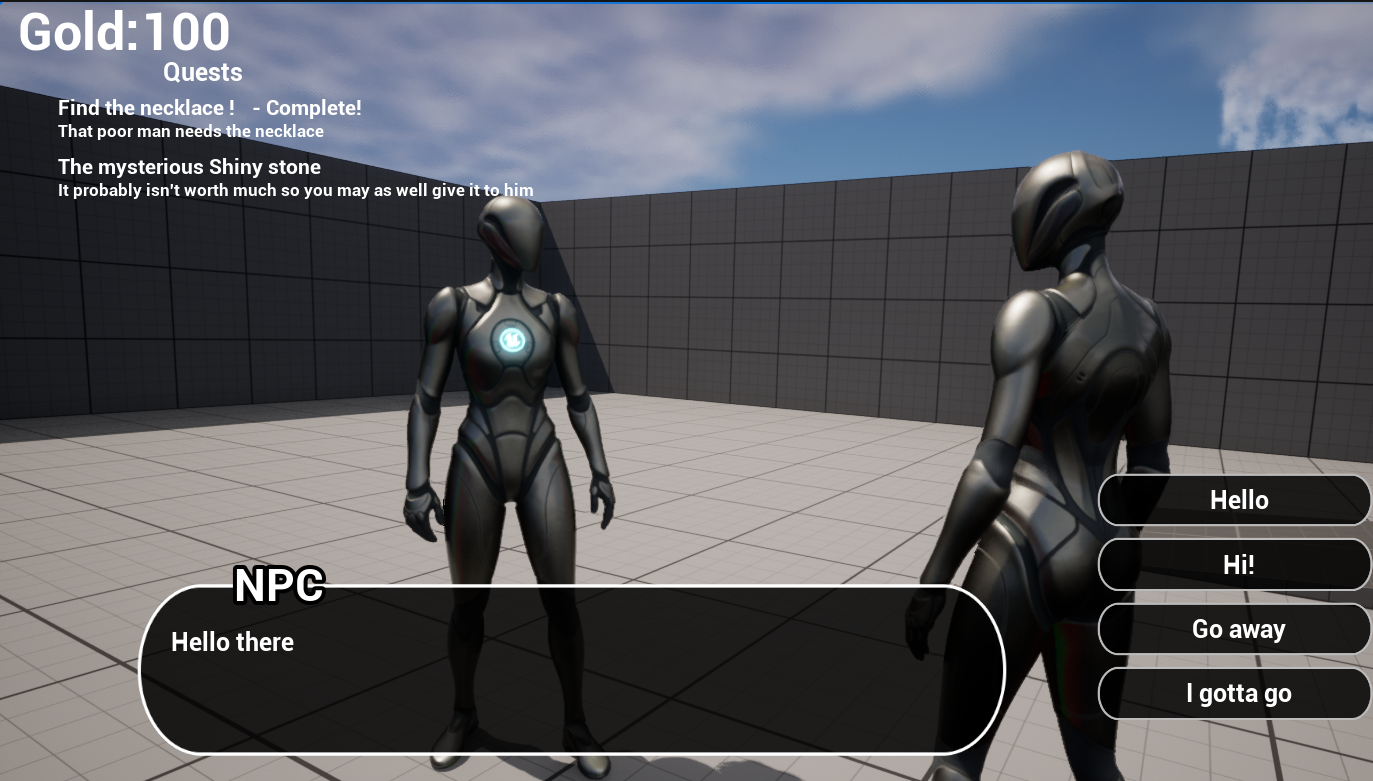 Gold:100
Quests
Find the necklace ! - Complete!
That poor man needs the necklace
The mysterious Shiny stone
It probably isn't worth much so you may as well give it to him
NPC
Hello there
Hello
Hi!
Go away
I gotta go